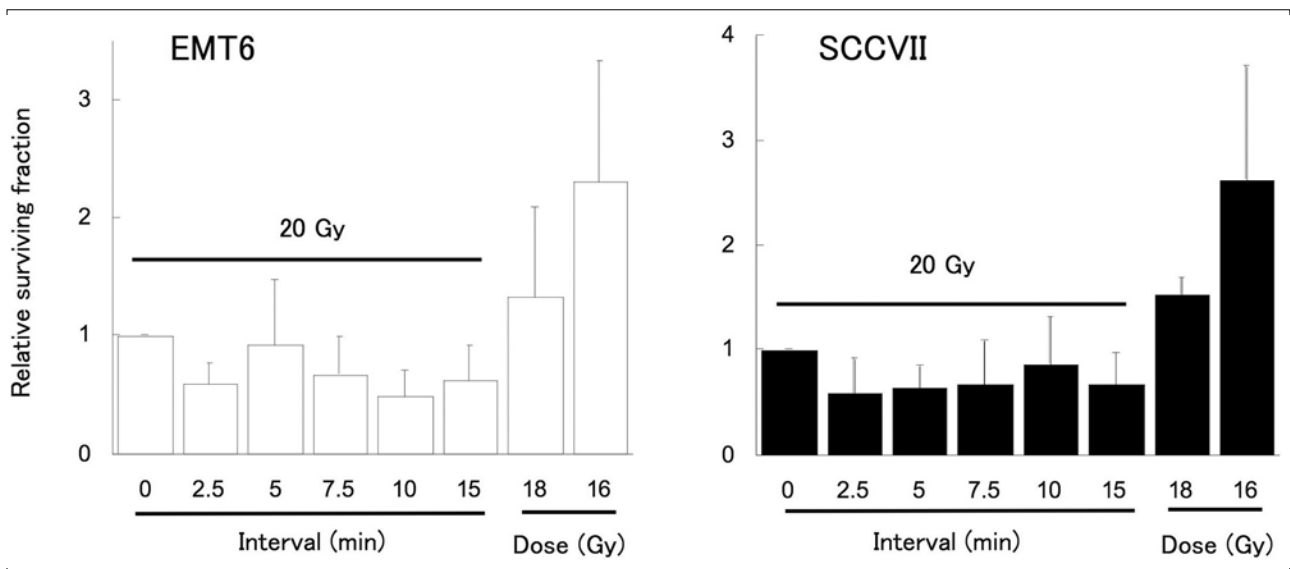 EMT6
Relative surviving fraction
3
2
1
0
20 Gy
0 2.5 5 7.5 10 15 18 16
Interval (min) Dose (Gy)
SCCVII
4
3
2
1
0
20 Gy
0 2.5 5 7.5 10 15 18 16
Interval (min) Dose (Gy)